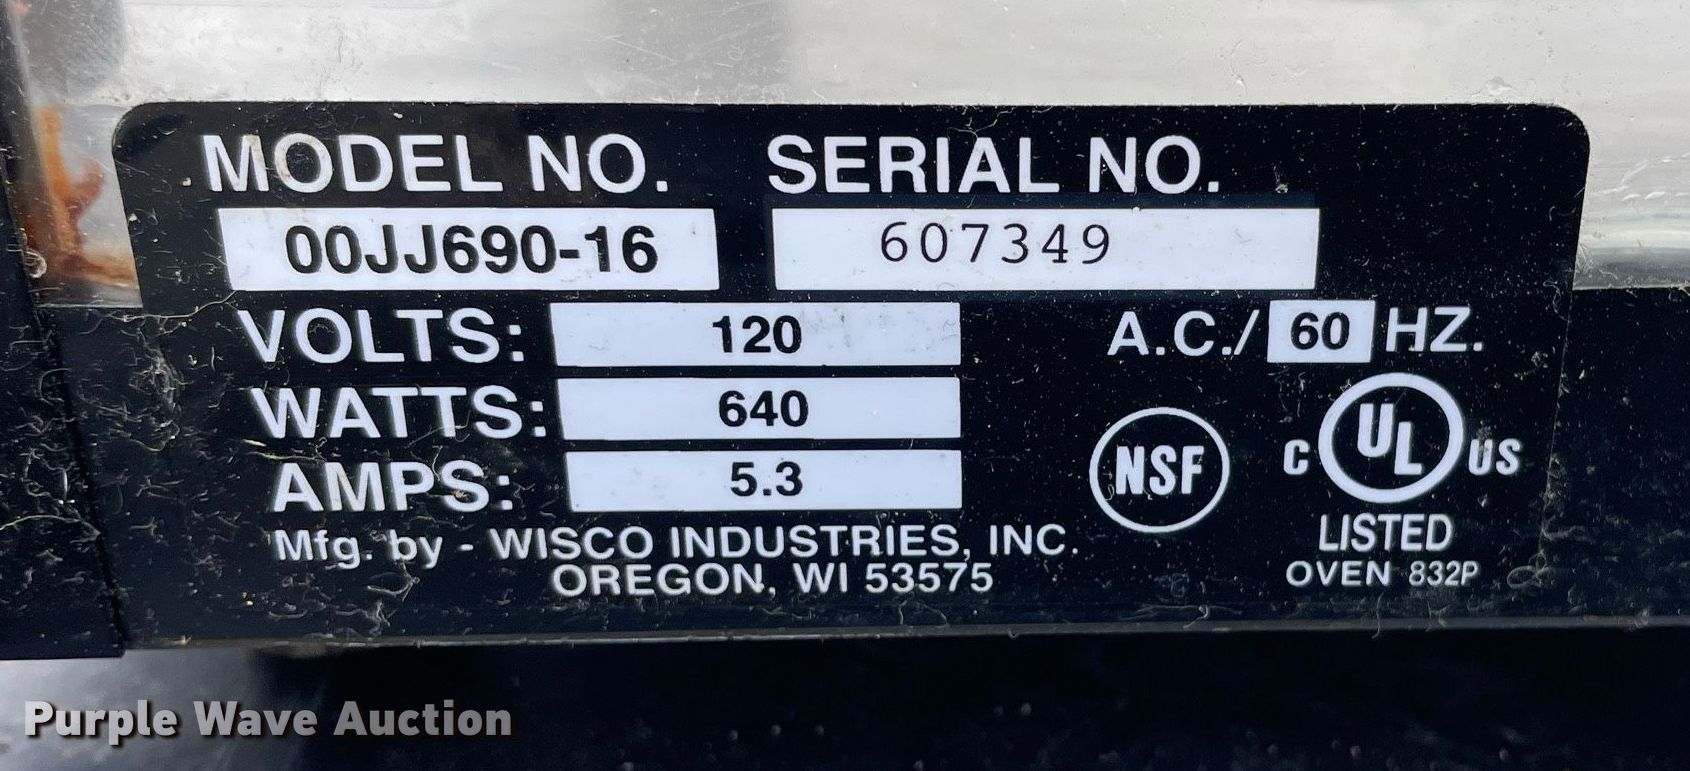 MODEL NO. SERIAL NO.
00JJ690-16 607349
VOLTS: 120 A.C./ 60 HZ.
WATTS: 640
AMPS: 5.3
NSF
C UL US
LISTED
OVEN 832P
Mfg. by - WISCO INDUSTRIES, INC.
OREGON, WI 53575
Purple Wave Auction